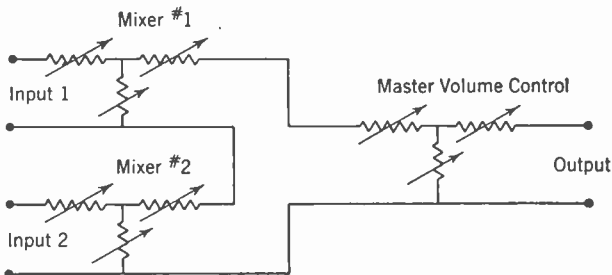 Mixer #1
Input 1
Master Volume Control
Mixer #2
Output
Input 2